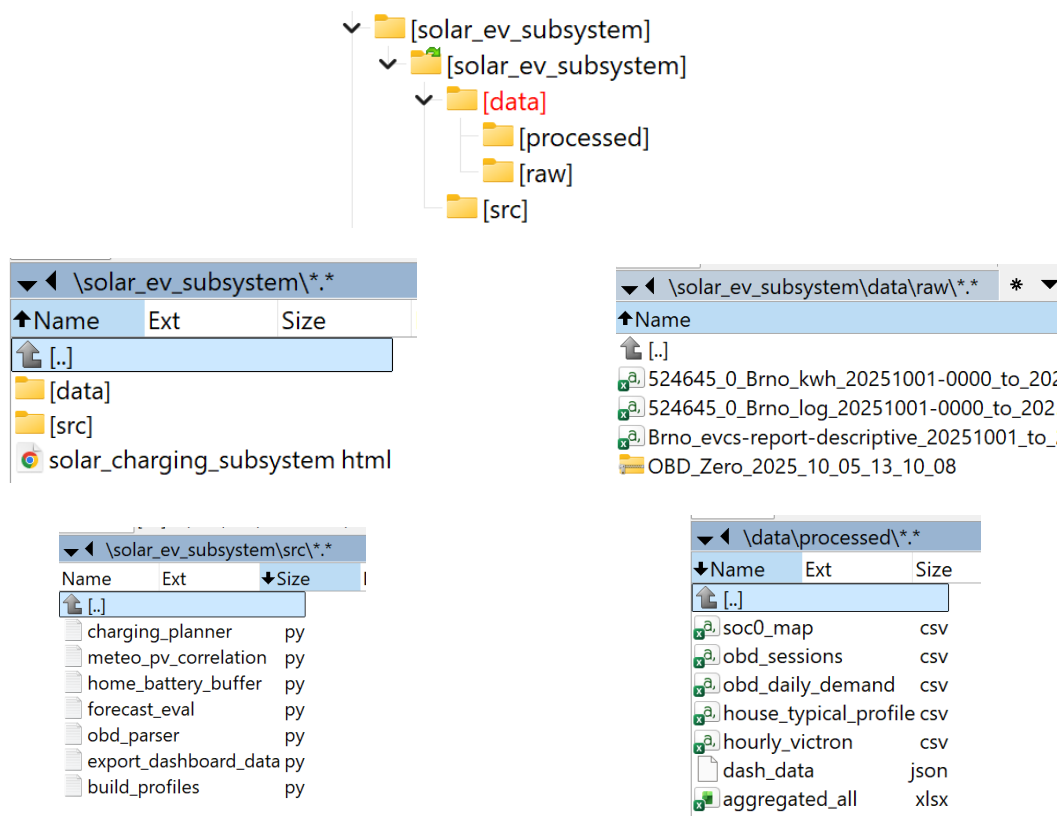 [solar_ev_subsystem]
[solar_ev_subsystem]
[data]
[processed]
[raw]
[src]
\solar_ev_subsystem\*.*
Name Ext Size
[..]
[data]
[src]
solar_charging_subsystem html
\solar_ev_subsystem\data\raw\*.* *
Name
[..]
524645_0_Brno_kwh_20251001-0000_to_202
524645_0_Brno_log_20251001-0000_to_202
Brno_evcs-report-descriptive_20251001_to_
OBD_Zero_2025_10_05_13_10_08
\solar_ev_subsystem\src\*.*
Name Ext Size
[..]
charging_planner py
meteo_pv_correlation py
home_battery_buffer py
forecast_eval py
obd_parser py
export_dashboard_data py
build_profiles py
\data\processed\*.*
Name Ext Size
[..]
soc0_map csv
obd_sessions csv
obd_daily_demand csv
house_typical_profile csv
hourly_victron csv
dash_data json
aggregated_all xlsx